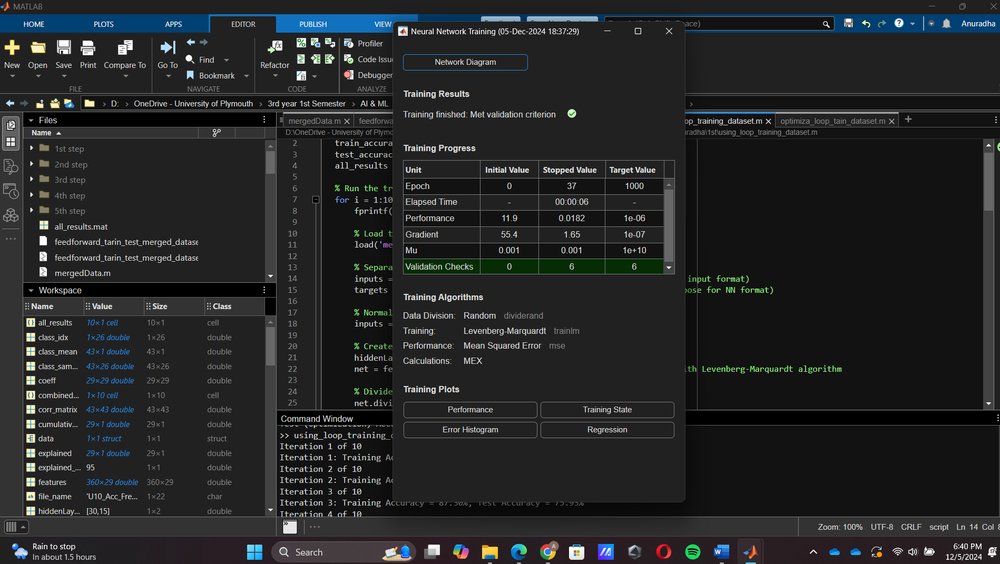 MATLAB
HOME PLOTS APPS EDITOR PUBLISH VIEW
Anuradha
New Open Save Print Compare To
FILE
Go To Find Bookmark
NAVIGATE
Refactor
CODE
Profiler
Code Issu
Debugger
ANALYZE
D: > OneDrive - University of Plymouth > 3rd year 1st Semester > AI & ML
Files
Name
1st step
2nd step
3rd step
4th step
5th step
all_results.mat
feedforward_tarin_test_merged_datase
feedforward_tarin_test_merged_datase
mergedData.m
Workspace
Name Value Size Class
all_results 10×1 cell 10×1 cell
class_idx 1×26 double 1×26 double
class_mean 43×1 double 43×1 double
class_sam... 43×26 double 43×26 double
coeff 29×29 double 29×29 double
combined... 1×10 cell 1×10 cell
corr_matrix 43×43 double 43×43 double
cumulativ... 29×1 double 29×1 double
data 1×1 struct 1×1 struct
explained 29×1 double 29×1 double
explained_... 95 1×1 double
features 360×29 double 360×29 double
file_name 'U10_Acc_Fre... 1×22 char
hiddenLay... [30,15] 1×2 double
mergedData.m feedforwa op_training_dataset.m optimiza_loop_tain_dataset.m
D:\OneDrive - University of Plymo radha\1st\using_loop_training_dataset.m
2 train_accura
3 test_accurac
4 all_results
5
6 % Run the tr
7 for i = 1:10
8 fprintf(
9
10 % Load t
11 load('me
12
13 % Separa
14 inputs = input format)
15 targets pose for NN format)
16
17 % Normal
18 inputs =
19
20 % Create
21 hiddenLa
22 net = fe ith Levenberg-Marquardt algorithm
23
24 % Divide
25 net.divi
Command Window
>> using_loop_training_d
Iteration 1 of 10
Iteration 1: Training Ac
Iteration 2 of 10
Iteration 2: Training Ac
Iteration 3 of 10
Iteration 3: Training Accuracy = 87.30%, Test Accuracy = 75.93%
Iteration 4 of 10
Neural Network Training (05-Dec-2024 18:37:29)
Network Diagram
Training Results
Training finished: Met validation criterion
Training Progress
Unit Initial Value Stopped Value Target Value
Epoch 0 37 1000
Elapsed Time - 00:00:06 -
Performance 11.9 0.0182 1e-06
Gradient 55.4 1.65 1e-07
Mu 0.001 0.001 1e+10
Validation Checks 0 6 6
Training Algorithms
Data Division: Random dividerand
Training: Levenberg-Marquardt trainlm
Performance: Mean Squared Error mse
Calculations: MEX
Training Plots
Performance Training State
Error Histogram Regression
Zoom: 100% UTF-8 CRLF script Ln 14 Col
Rain to stop
In about 1.5 hours
Search
6:40 PM
12/5/2024